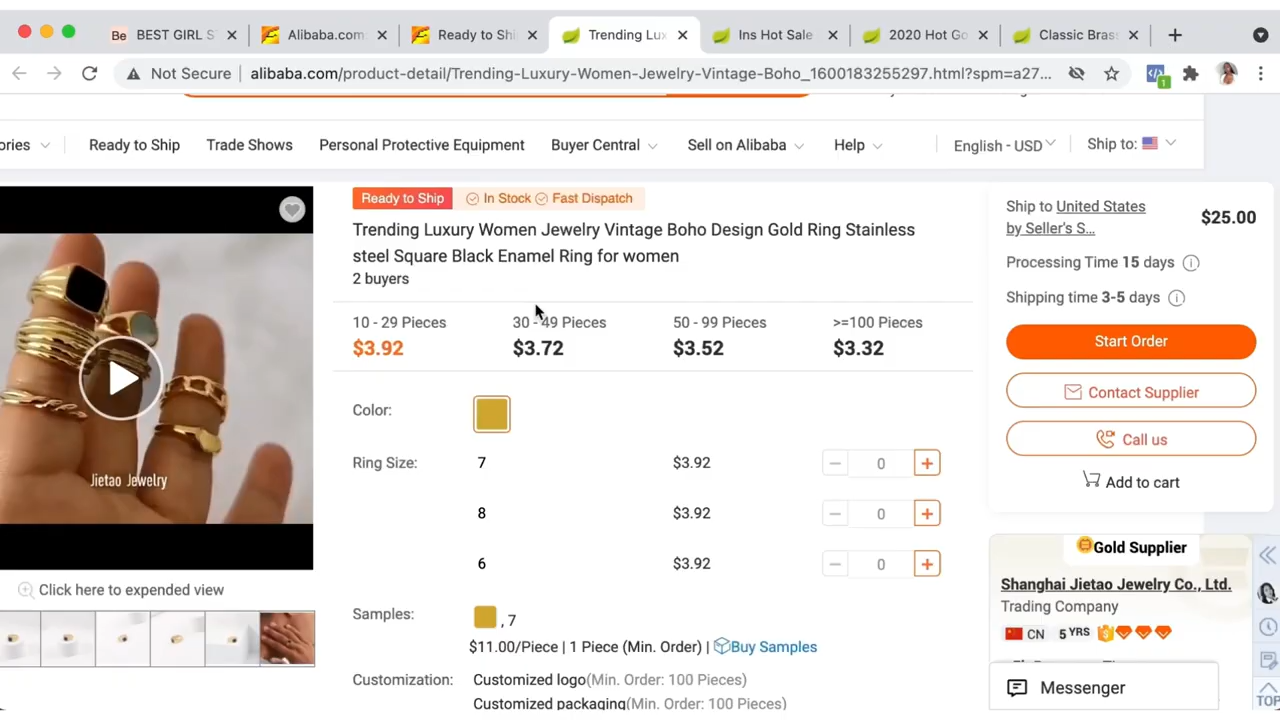 BEST GIRL S
Alibaba.com
Ready to Shi
Trending Lux
Ins Hot Sale
2020 Hot Go
Classic Bras
Not Secure
alibaba.com/product-detail/Trending-Luxury-Women-Jewelry-Vintage-Boho_1600183255297.html?spm=a27...
1
ories
Ready to Ship
Trade Shows
Personal Protective Equipment
Buyer Central
Sell on Alibaba
Help
English - USD
Ship to:
Ready to Ship
In Stock
Fast Dispatch
Trending Luxury Women Jewelry Vintage Boho Design Gold Ring Stainless
steel Square Black Enamel Ring for women
2 buyers
10 - 29 Pieces
$3.92
30 - 49 Pieces
$3.72
50 - 99 Pieces
$3.52
>=100 Pieces
$3.32
Color:
Ring Size:
7 $3.92 0
8 $3.92 0
6 $3.92 0
Samples:
, 7
$11.00/Piece | 1 Piece (Min. Order) | Buy Samples
Customization:
Customized logo(Min. Order: 100 Pieces)
Customized packaging(Min. Order: 100 Pieces)
Jietao Jewelry
Click here to expended view
Ship to United States
by Seller's S...
$25.00
Processing Time 15 days
Shipping time 3-5 days
Start Order
Contact Supplier
Call us
Add to cart
Gold Supplier
Shanghai Jietao Jewelry Co., Ltd.
Trading Company
CN 5 YRS
Messenger
TOP